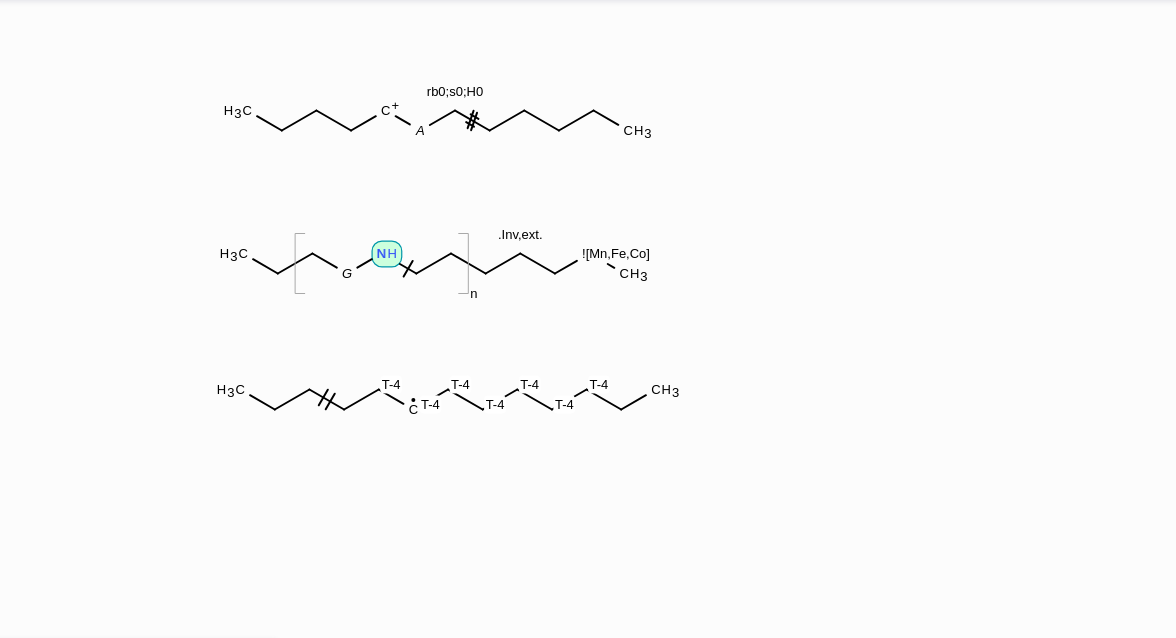 rb0;s0;H0
H3C C+ A CH3
.Inv,ext.
H3C G NH ![Mn,Fe,Co] CH3
n
T-4 T-4 T-4 T-4
H3C C T-4 T-4 T-4 CH3